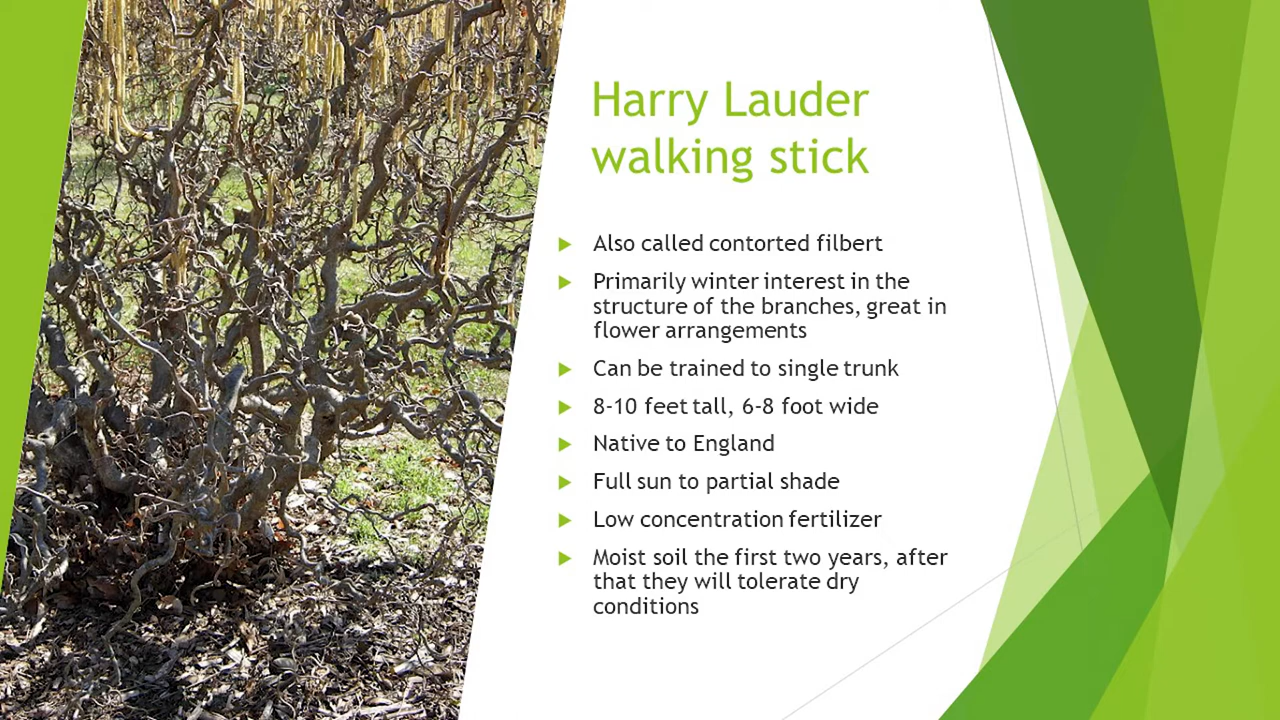 Harry Lauder
walking stick
Also called contorted filbert
Primarily winter interest in the
structure of the branches, great in
flower arrangements
Can be trained to single trunk
8-10 feet tall, 6-8 foot wide
Native to England
Full sun to partial shade
Low concentration fertilizer
Moist soil the first two years, after
that they will tolerate dry
conditions